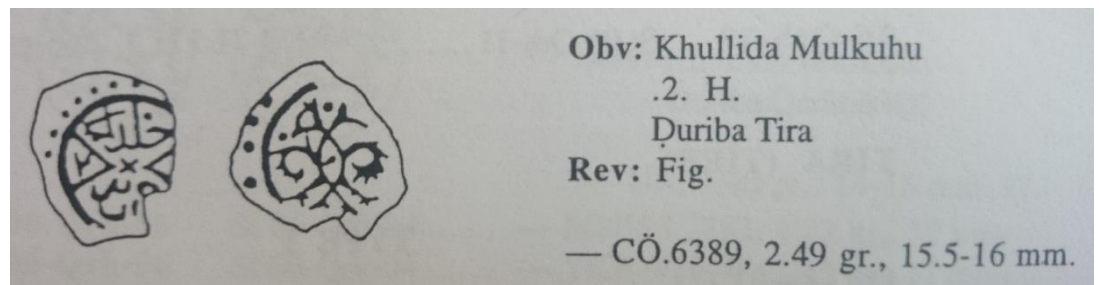 Obv: Khullida Mulkuhu
.2. H.
Ḍuriba Tira
Rev: Fig.
— CÖ.6389, 2.49 gr., 15.5-16 mm.